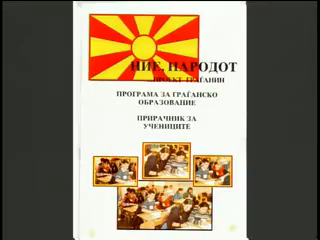 НИЕ, НАРОДОТ
...ПРОЕКТ ГРАЃАНИН
ПРОГРАМА ЗА ГРАЃАНСКО
ОБРАЗОВАНИЕ
ПРИРАЧНИК ЗА
УЧЕНИЦИТЕ